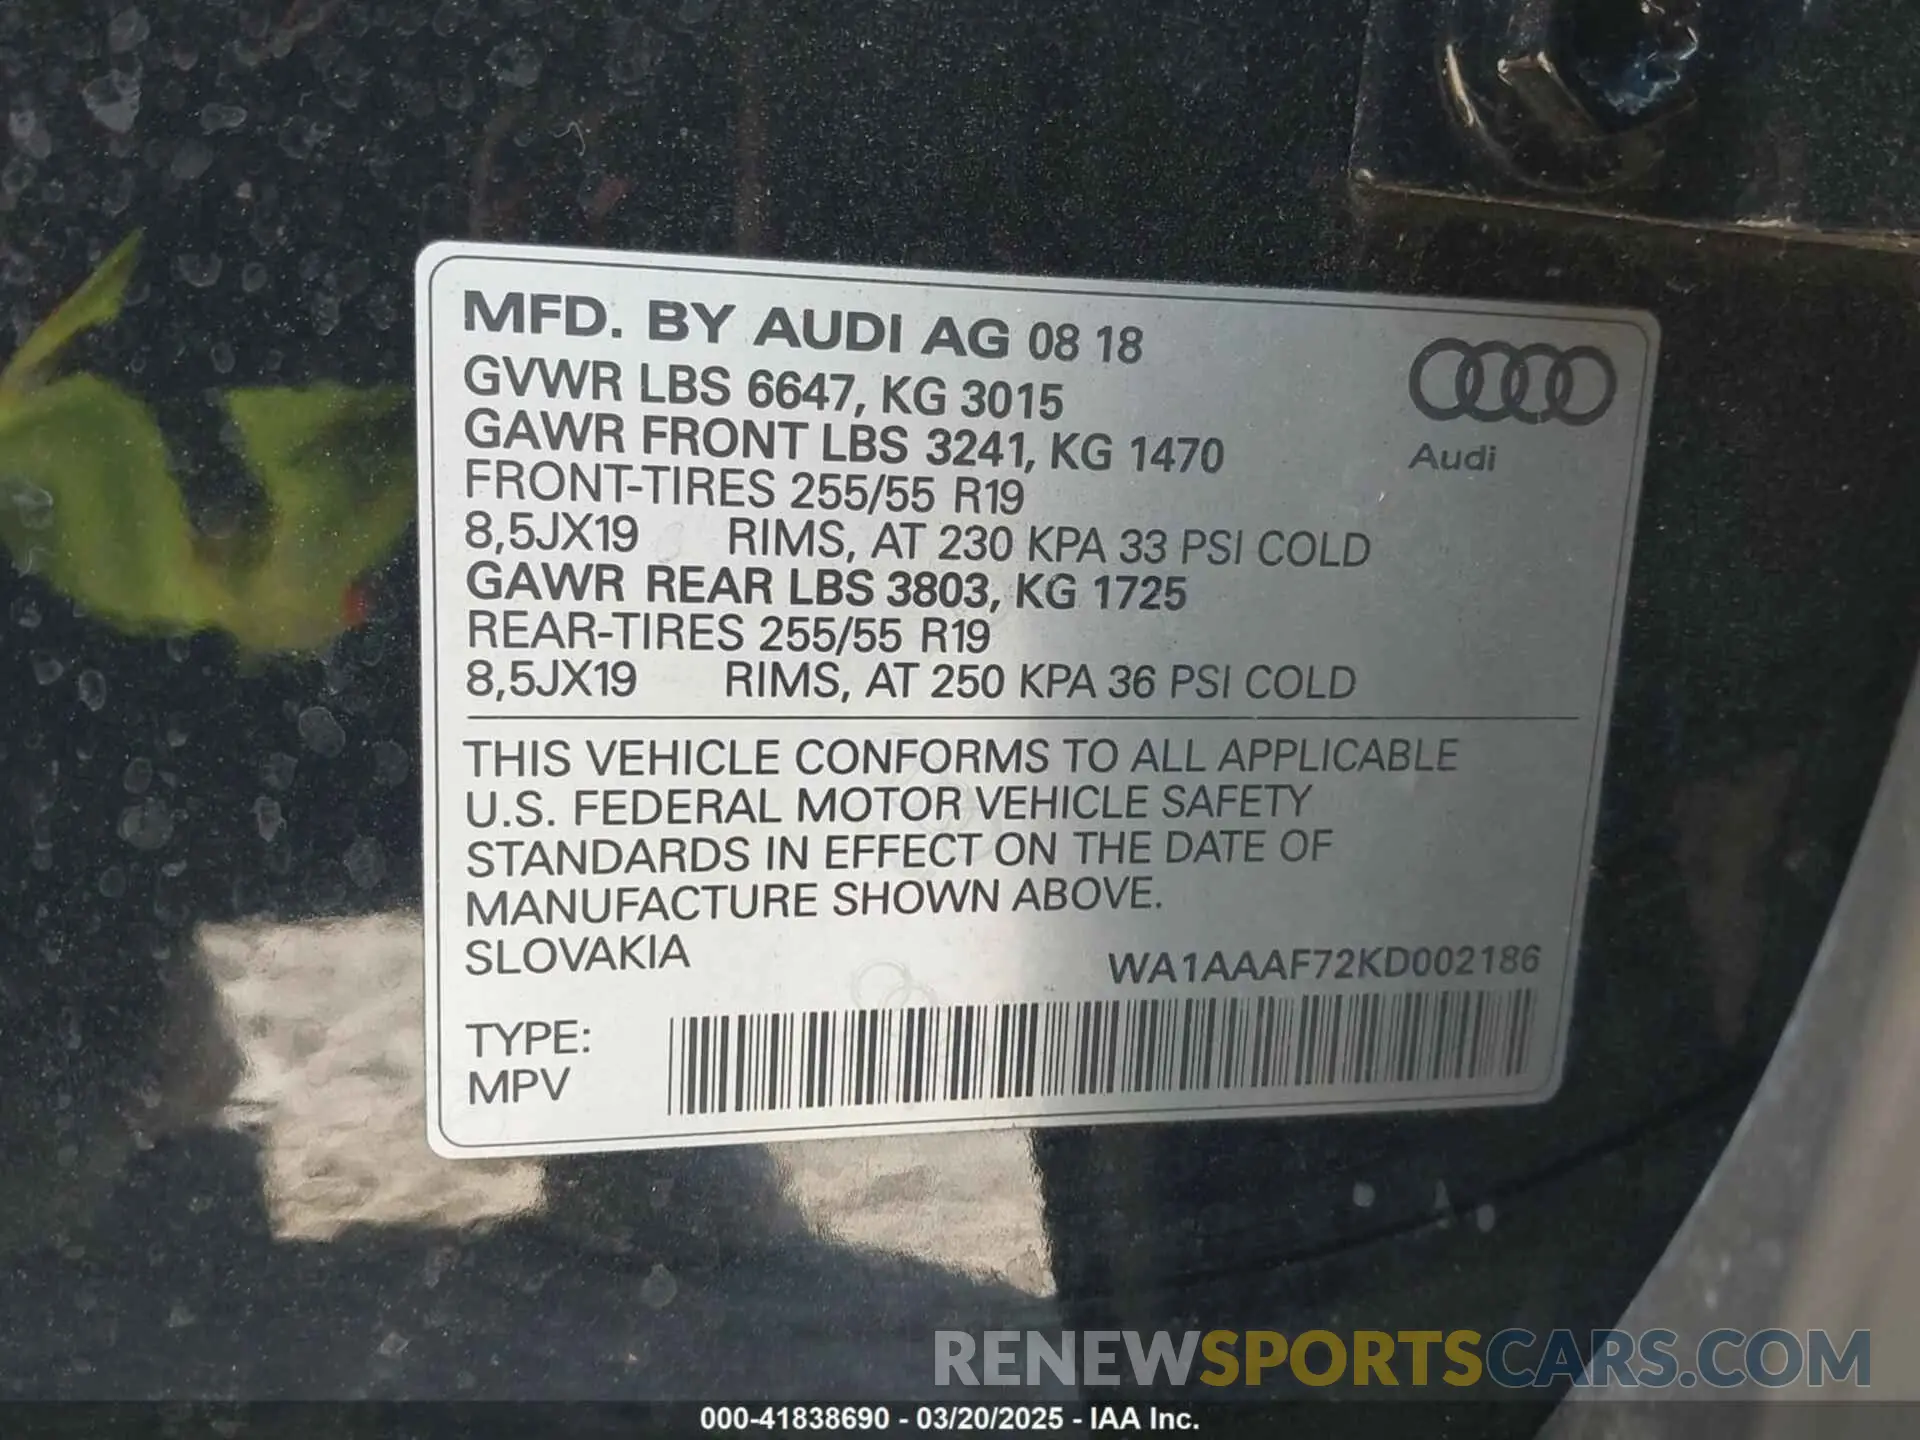 MFD. BY AUDI AG 08 18
GVWR LBS 6647, KG 3015
GAWR FRONT LBS 3241, KG 1470
FRONT-TIRES 255/55 R19
8,5JX19 RIMS, AT 230 KPA 33 PSI COLD
GAWR REAR LBS 3803, KG 1725
REAR-TIRES 255/55 R19
8,5JX19 RIMS, AT 250 KPA 36 PSI COLD
Audi
THIS VEHICLE CONFORMS TO ALL APPLICABLE
U.S. FEDERAL MOTOR VEHICLE SAFETY
STANDARDS IN EFFECT ON THE DATE OF
MANUFACTURE SHOWN ABOVE.
SLOVAKIA WA1AAAF72KD002186
TYPE:
MPV
RENEWSPORTSCARS.COM
000-41838690 - 03/20/2025 - IAA Inc.